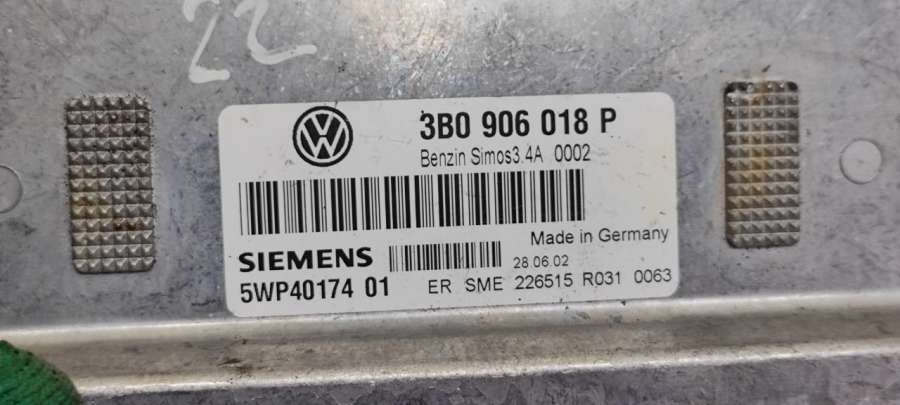 22
VW
3B0 906 018 P
Benzin Simos3.4A 0002
Made in Germany
SIEMENS 28.06.02
5WP40174 01 ER SME 226515 R031 0063